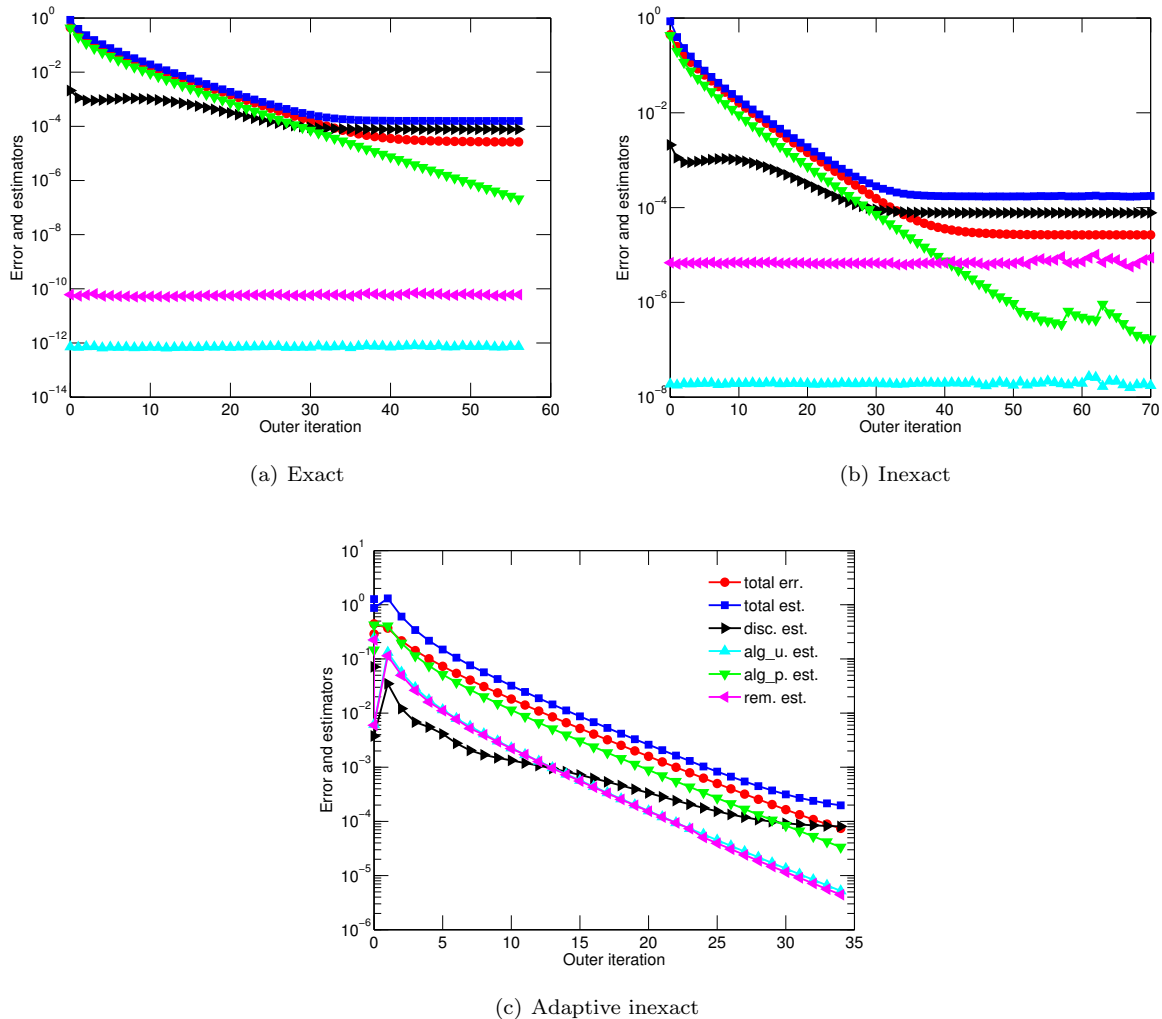 10^0
10^-2
10^-4
10^-6
10^-8
10^-10
10^-12
10^-14
Error and estimators
0 10 20 30 40 50 60
Outer iteration
(a) Exact
10^0
10^-2
10^-4
10^-6
10^-8
Error and estimators
0 10 20 30 40 50 60 70
Outer iteration
(b) Inexact
10^1
10^0
10^-1
10^-2
10^-3
10^-4
10^-5
10^-6
Error and estimators
total err.
total est.
disc. est.
alg_u. est.
alg_p. est.
rem. est.
0 5 10 15 20 25 30 35
Outer iteration
(c) Adaptive inexact